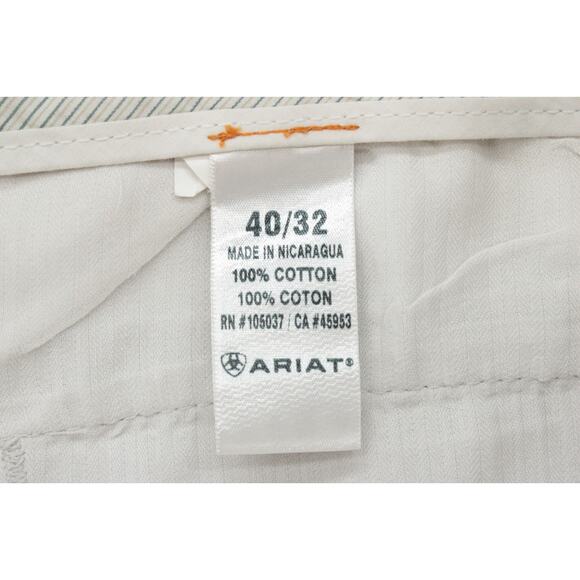 40/32
MADE IN NICARAGUA
100% COTTON
100% COTON
RN #105037 / CA #45953
ARIAT®